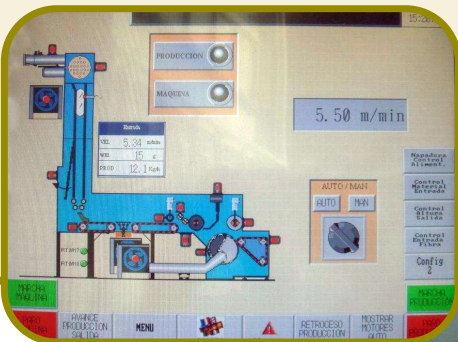 15:20
PRODUCCION
MAQUINA
5.50 m/min
Entrada
VEL 5.34 m/min
15 g
PROD 12.1 Kg/h
AUTO/MAN
AUTO MAN
Mapadora
Control
Aliment.
Control
Material
Entrada
Control
Altura
Salida
Control
Entrada
Fibra
Config
2
MARCHA
MAQUINA
MARCHA
PRODUCCION
PARO
AVANCE
PRODUCCION
SALIDA
MENU
RETROCESO
PRODUCCION
MOSTRAR
MOTORES
AUTO